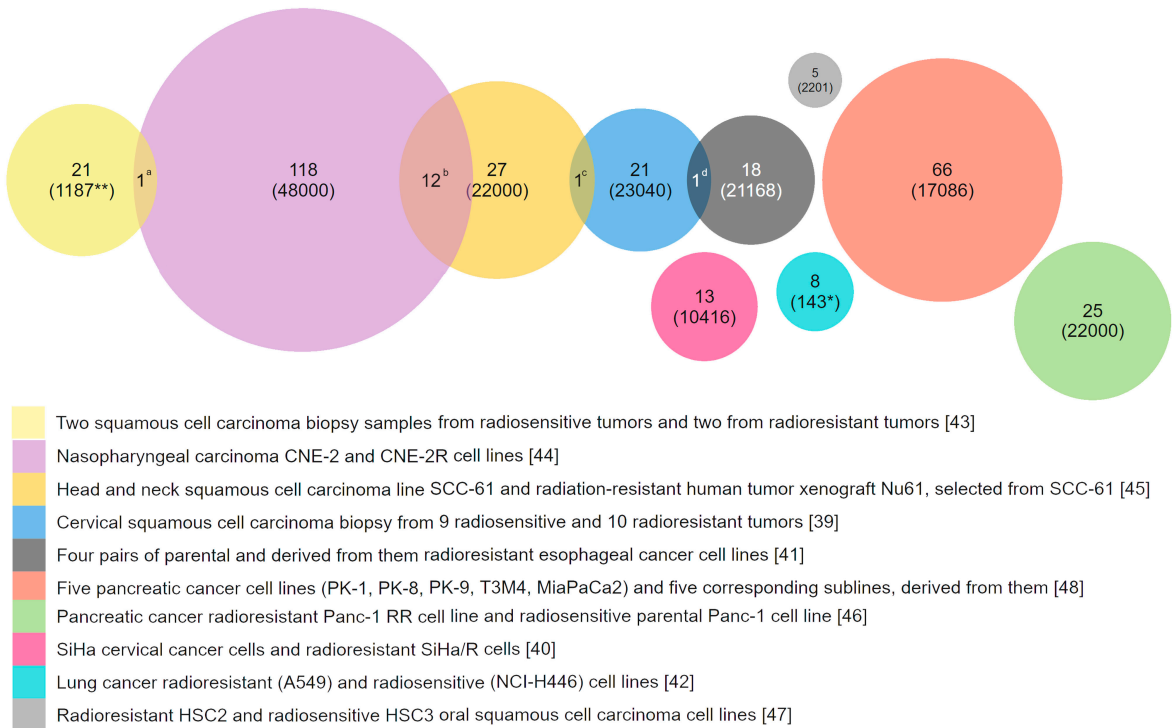 5
(2201)
21
(1187**)
1a
118
(48000)
12b
27
(22000)
1c
21
(23040)
1d
18
(21168)
66
(17086)
13
(10416)
8
(143*)
25
(22000)
Two squamous cell carcinoma biopsy samples from radiosensitive tumors and two from radioresistant tumors [43]
Nasopharyngeal carcinoma CNE-2 and CNE-2R cell lines [44]
Head and neck squamous cell carcinoma line SCC-61 and radiation-resistant human tumor xenograft Nu61, selected from SCC-61 [45]
Cervical squamous cell carcinoma biopsy from 9 radiosensitive and 10 radioresistant tumors [39]
Four pairs of parental and derived from them radioresistant esophageal cancer cell lines [41]
Five pancreatic cancer cell lines (PK-1, PK-8, PK-9, T3M4, MiaPaCa2) and five corresponding sublines, derived from them [48]
Pancreatic cancer radioresistant Panc-1 RR cell line and radiosensitive parental Panc-1 cell line [46]
SiHa cervical cancer cells and radioresistant SiHa/R cells [40]
Lung cancer radioresistant (A549) and radiosensitive (NCI-H446) cell lines [42]
Radioresistant HSC2 and radiosensitive HSC3 oral squamous cell carcinoma cell lines [47]